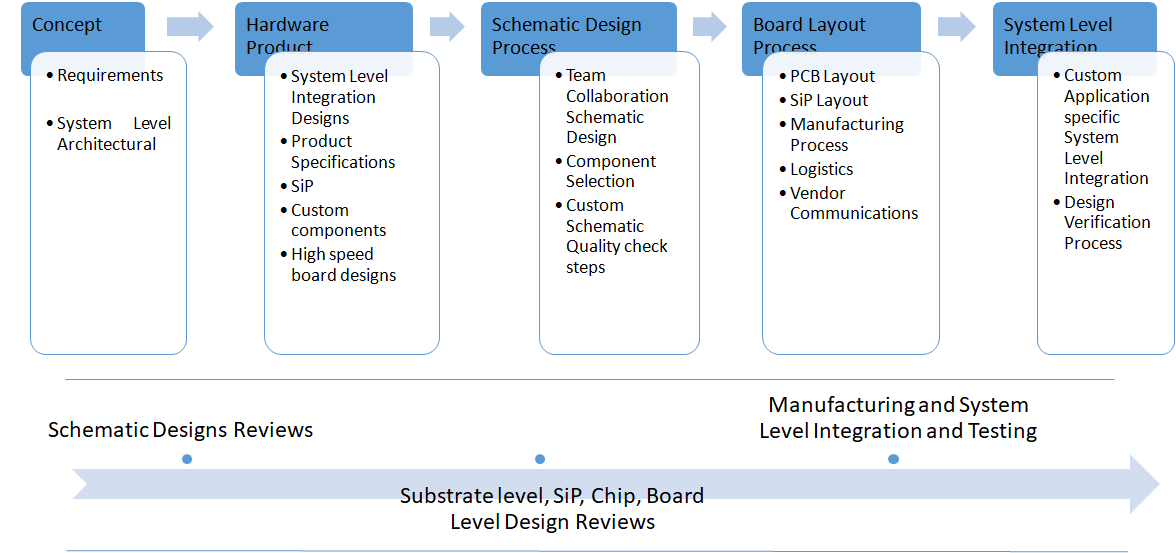 Concept
• Requirements
• System Level
Architectural
Hardware
Product
• System Level
Integration
Designs
• Product
Specifications
• SiP
• Custom
components
• High speed
board designs
Schematic Design
Process
• Team
Collaboration
Schematic
Design
• Component
Selection
• Custom
Schematic
Quality check
steps
Board Layout
Process
• PCB Layout
• SiP Layout
• Manufacturing
Process
• Logistics
• Vendor
Communications
System Level
Integration
• Custom
Application
specific
System
Level
Integration
• Design
Verification
Process
Schematic Designs Reviews
Substrate level, SiP, Chip, Board
Level Design Reviews
Manufacturing and System
Level Integration and Testing